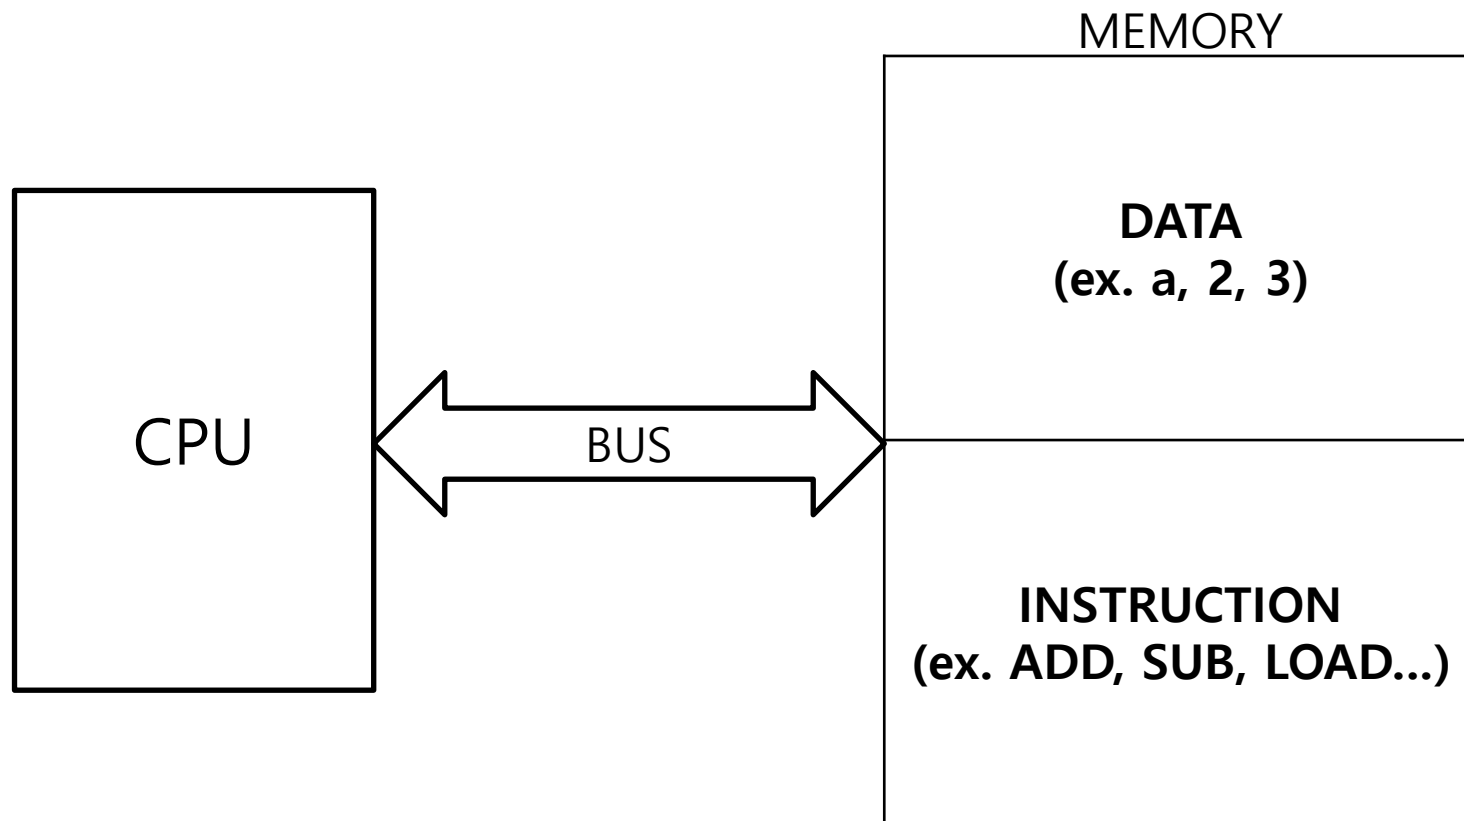 MEMORY
DATA
(ex. a, 2, 3)
CPU
BUS
INSTRUCTION
(ex. ADD, SUB, LOAD...)